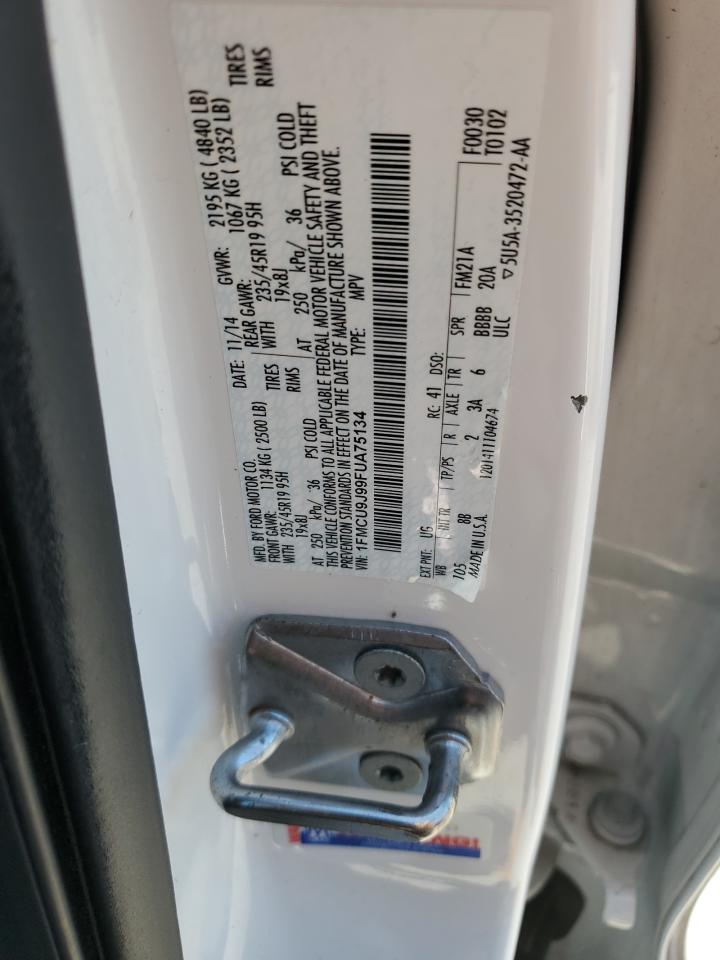 MFD. BY FORD MOTOR CO.
DATE: 11/14 GVWR: 2195 KG ( 4840 LB)
FRONT GAWR: 1134 KG ( 2500 LB) REAR GAWR: 1067 KG ( 2352 LB)
WITH 235/45R19 95H TIRES WITH 235/45R19 95H TIRES
19x8J RIMS 19x8J RIMS
AT 250 kPa/ 36 PSI COLD AT 250 kPa/ 36 PSI COLD
THIS VEHICLE CONFORMS TO ALL APPLICABLE FEDERAL MOTOR VEHICLE SAFETY AND THEFT
PREVENTION STANDARDS IN EFFECT ON THE DATE OF MANUFACTURE SHOWN ABOVE.
VIN: 1FMCU9J99FUA75134 TYPE: MPV
F0030
T0102
EXT PNT: UG RC: 41 DSO:
WB INT TR TP/PS R AXLE TR SPR FM21A
105 8B 2 3A 6 BBBB 20A
MADE IN U.S.A. 120141104674 ULC ▽5U5A-3520472-AA